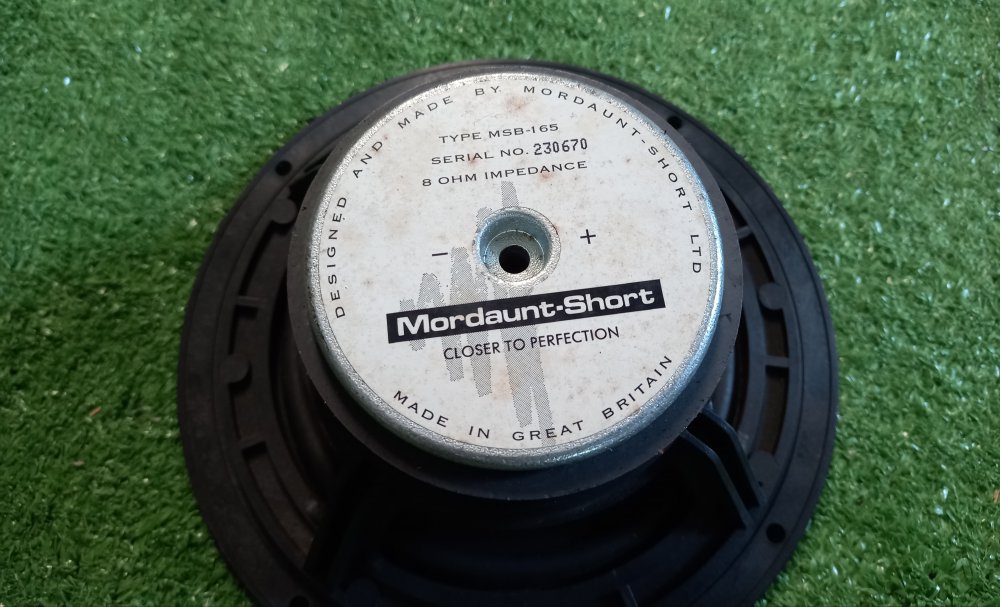 DESIGNED AND MADE BY MORDAUNT-SHORT LTD
TYPE MSB-165
SERIAL NO. 230670
8 OHM IMPEDANCE
- +
Mordaunt-Short
CLOSER TO PERFECTION
MADE IN GREAT BRITAIN